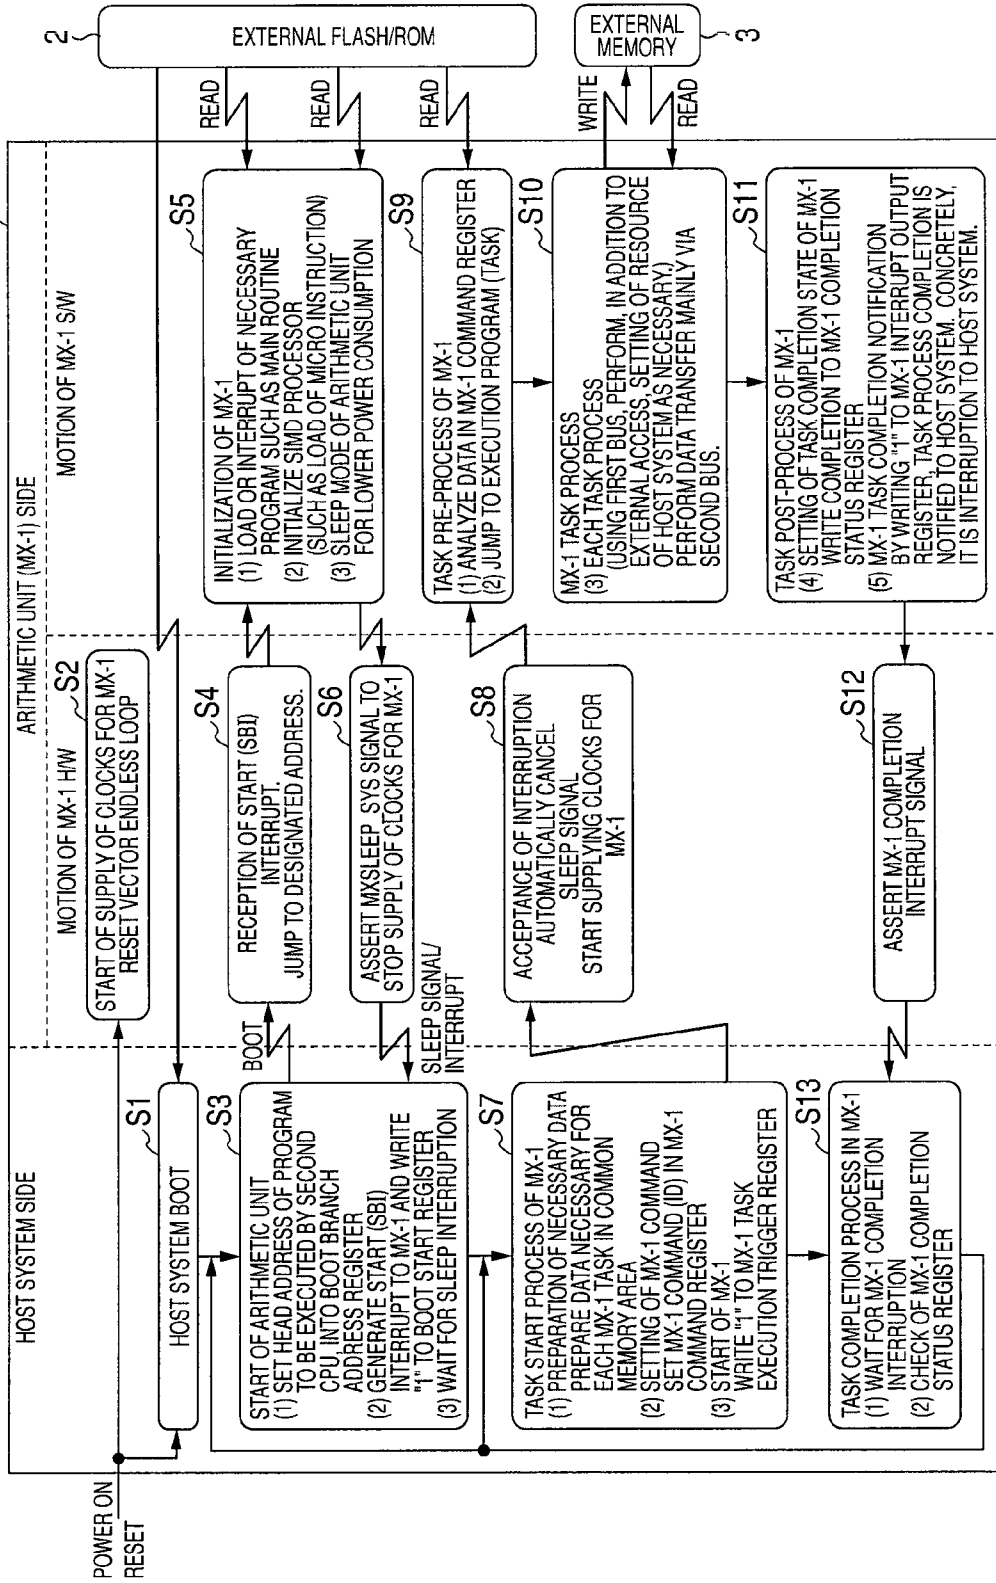 POWER ON
RESET
HOST SYSTEM SIDE
ARITHMETIC UNIT (MX-1) SIDE
MOTION OF MX-1 H/W
MOTION OF MX-1 S/W
S1
HOST SYSTEM BOOT
S2
START OF SUPPLY OF CLOCKS FOR MX-1
RESET VECTOR ENDLESS LOOP
2
EXTERNAL FLASH/ROM
S3
START OF ARITHMETIC UNIT
(1) SET HEAD ADDRESS OF PROGRAM
TO BE EXECUTED BY SECOND
CPU, INTO BOOT BRANCH
ADDRESS REGISTER
(2) GENERATE START (SBI)
INTERRUPT TO MX-1 AND WRITE
"1" TO BOOT START REGISTER
(3) WAIT FOR SLEEP INTERRUPTION
BOOT
S4
RECEPTION OF START (SBI)
INTERRUPT.
JUMP TO DESIGNATED ADDRESS.
S5
INITIALIZATION OF MX-1
(1) LOAD OR INTERRUPT OF NECESSARY
PROGRAM SUCH AS MAIN ROUTINE
(2) INITIALIZE SIMD PROCESSOR
(SUCH AS LOAD OF MICRO INSTRUCTION)
(3) SLEEP MODE OF ARITHMETIC UNIT
FOR LOWER POWER CONSUMPTION
READ
READ
READ
S6
ASSERT MXSLEEP_SYS SIGNAL TO
STOP SUPPLY OF CLOCKS FOR MX-1
SLEEP SIGNAL/
INTERRUPT
S7
TASK START PROCESS OF MX-1
(1) PREPARATION OF NECESSARY DATA
PREPARE DATA NECESSARY FOR
EACH MX-1 TASK IN COMMON
MEMORY AREA
(2) SETTING OF MX-1 COMMAND
SET MX-1 COMMAND (ID) IN MX-1
COMMAND REGISTER
(3) START OF MX-1
WRITE "1" TO MX-1 TASK
EXECUTION TRIGGER REGISTER
S8
ACCEPTANCE OF INTERRUPTION
AUTOMATICALLY CANCEL
SLEEP SIGNAL
START SUPPLYING CLOCKS FOR
MX-1
S9
TASK PRE-PROCESS OF MX-1
(1) ANALYZE DATA IN MX-1 COMMAND REGISTER
(2) JUMP TO EXECUTION PROGRAM (TASK)
S10
MX-1 TASK PROCESS
(3) EACH TASK PROCESS
(USING FIRST BUS, PERFORM, IN ADDITION TO
EXTERNAL ACCESS, SETTING OF RESOURCE
OF HOST SYSTEM AS NECESSARY.)
PERFORM DATA TRANSFER MAINLY VIA
SECOND BUS.
WRITE
READ
EXTERNAL
MEMORY
3
S11
TASK POST-PROCESS OF MX-1
(4) SETTING OF TASK COMPLETION STATE OF MX-1
WRITE COMPLETION TO MX-1 COMPLETION
STATUS REGISTER
(5) MX-1 TASK COMPLETION NOTIFICATION
BY WRITING "1" TO MX-1 INTERRUPT OUTPUT
REGISTER, TASK PROCESS COMPLETION IS
NOTIFIED TO HOST SYSTEM. CONCRETELY,
IT IS INTERRUPTION TO HOST SYSTEM.
S12
ASSERT MX-1 COMPLETION
INTERRUPT SIGNAL
S13
TASK COMPLETION PROCESS IN MX-1
(1) WAIT FOR MX-1 COMPLETION
INTERRUPTION
(2) CHECK OF MX-1 COMPLETION
STATUS REGISTER